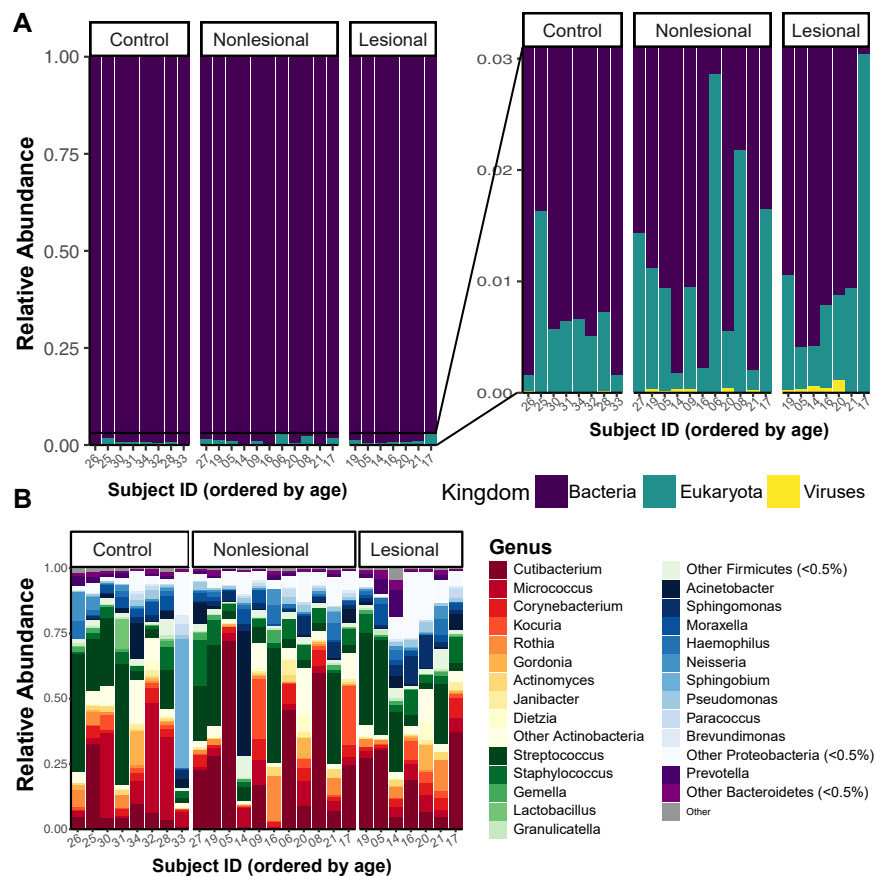 A
Control Nonlesional Lesional
1.00
0.75
0.50
0.25
0.00
Relative Abundance
26 25 30 31 34 32 28 33 27 19 05 14 09 16 06 20 08 21 17 19 05 14 16 20 21 17
Subject ID (ordered by age)
Control Nonlesional Lesional
0.03
0.02
0.01
0.00
26 25 30 31 34 32 28 33 27 19 05 14 09 16 06 20 08 21 17 19 05 14 16 20 21 17
Subject ID (ordered by age)
Kingdom Bacteria Eukaryota Viruses
B
Control Nonlesional Lesional
1.00
0.75
0.50
0.25
0.00
Relative Abundance
26 25 30 31 34 32 28 33 27 19 05 14 09 16 06 20 08 21 17 19 05 14 16 20 21 17
Subject ID (ordered by age)
Genus
Cutibacterium
Micrococcus
Corynebacterium
Kocuria
Rothia
Gordonia
Actinomyces
Janibacter
Dietzia
Other Actinobacteria
Streptococcus
Staphylococcus
Gemella
Lactobacillus
Granulicatella
Other Firmicutes (<0.5%)
Acinetobacter
Sphingomonas
Moraxella
Haemophilus
Neisseria
Sphingobium
Pseudomonas
Paracoccus
Brevundimonas
Other Proteobacteria (<0.5%)
Prevotella
Other Bacteroidetes (<0.5%)
Other